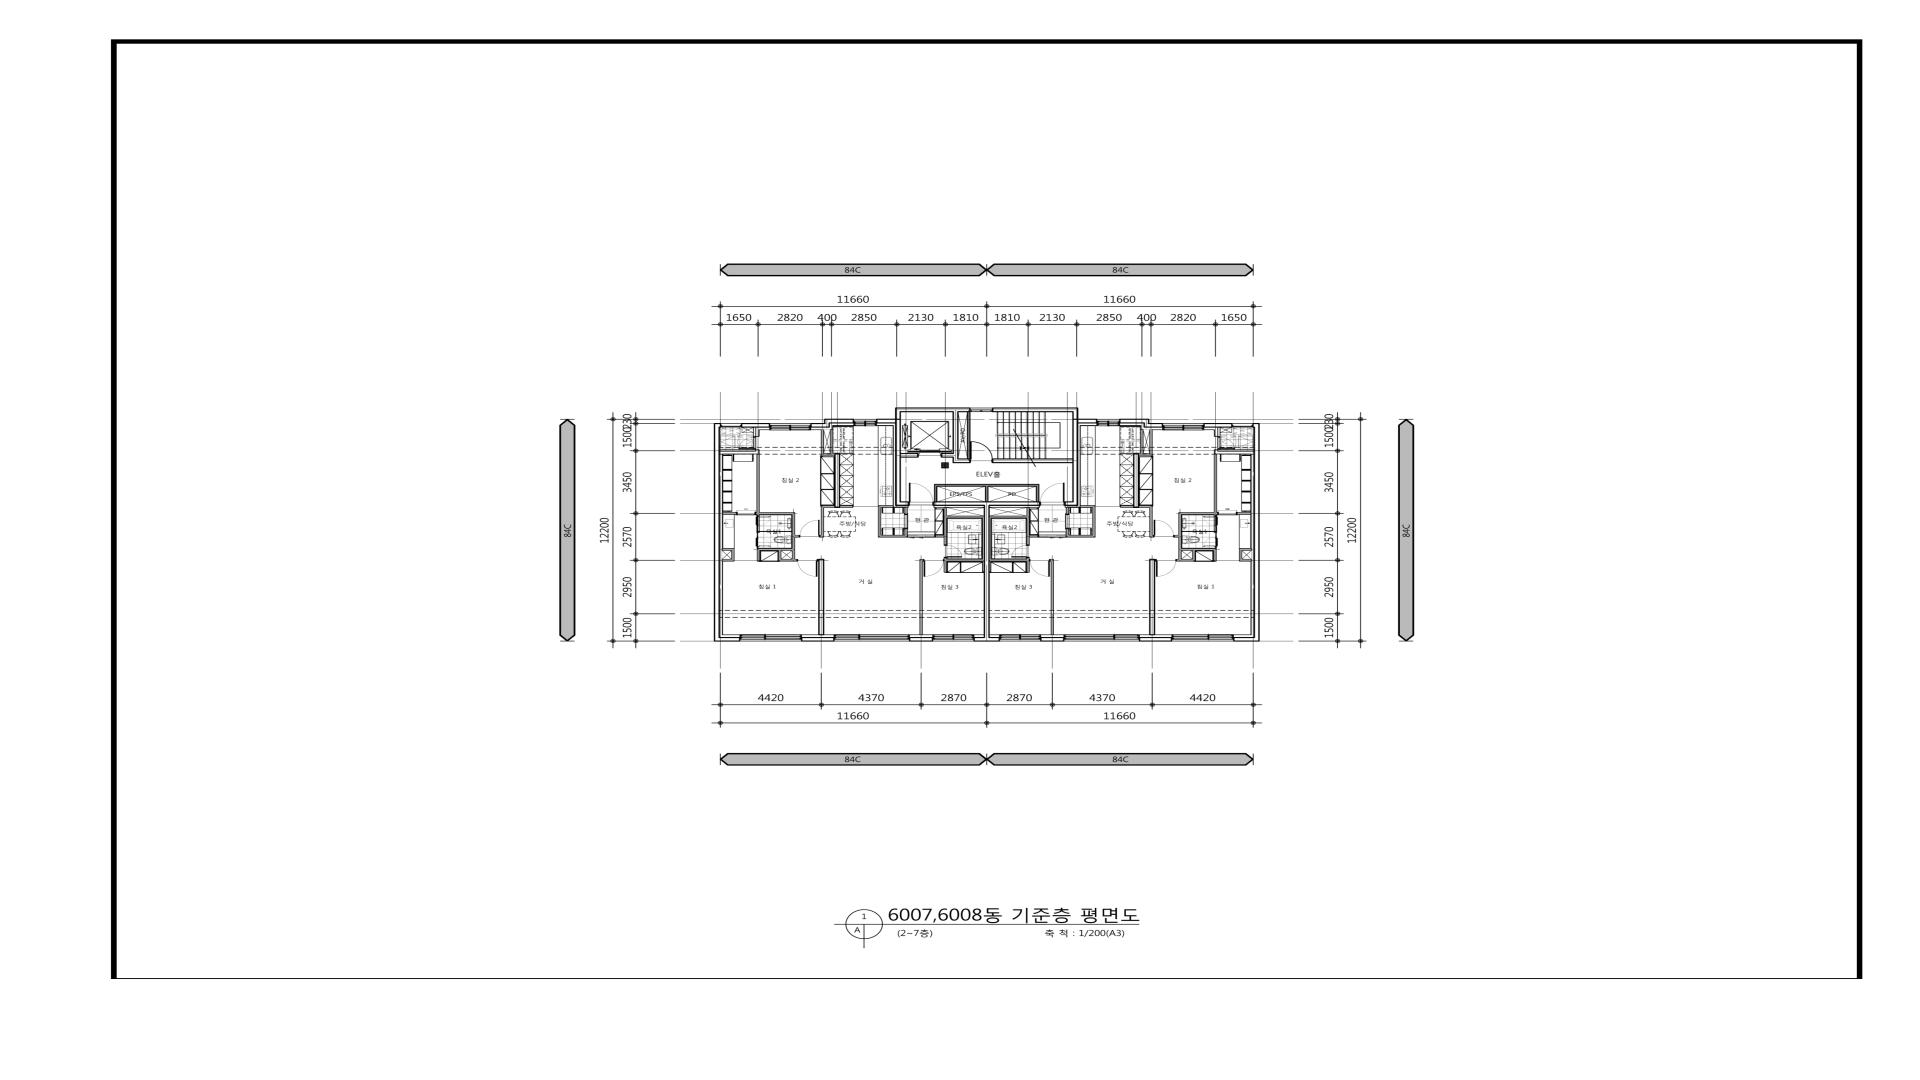 84C 84C
11660 11660
1650 2820 400 2850 2130 1810 1810 2130 2850 400 2820 1650
230 1500 3450 2570 2950 1500
12200
84C
230 1500 3450 2570 2950 1500
12200
84C
ELEV홀
침실 2 침실 2
EPS/TPS PD
주방/식당 현 관 욕실2 욕실2 현 관 주방/식당
침실 1 거 실 침실 3 침실 3 거 실 침실 1
4420 4370 2870 2870 4370 4420
11660 11660
84C 84C
1
A
6007,6008동 기준층 평면도
(2~7층) 축 척 : 1/200(A3)